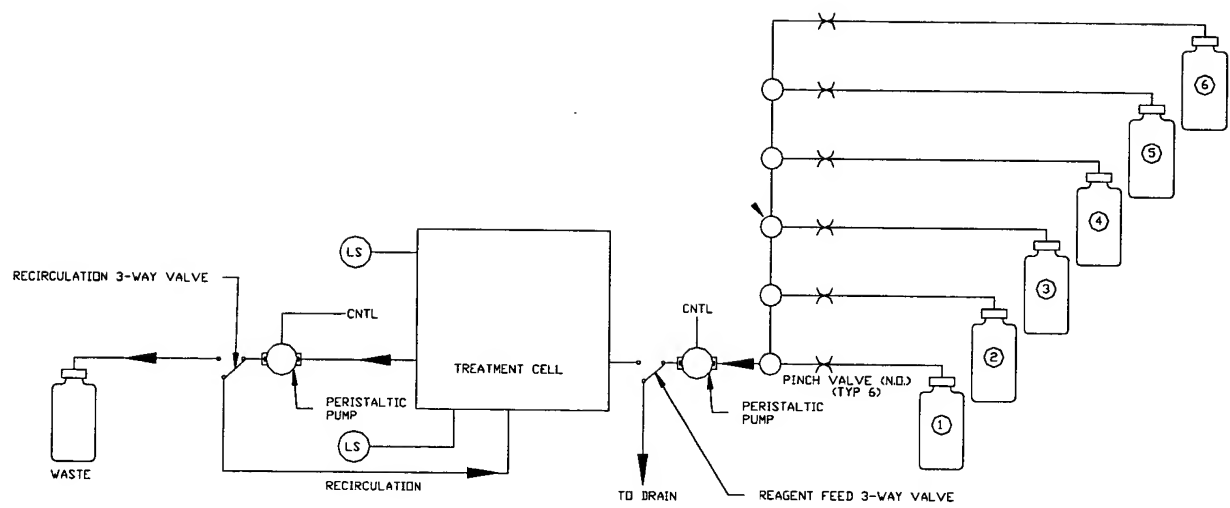 6
5
4
3
2
1
LS
RECIRCULATION 3-WAY VALVE
CNTL
CNTL
TREATMENT CELL
PINCH VALVE (N.O.)
(TYP 6)
PERISTALTIC
PUMP
PERISTALTIC
PUMP
LS
WASTE
RECIRCULATION
TO DRAIN
REAGENT FEED 3-WAY VALVE